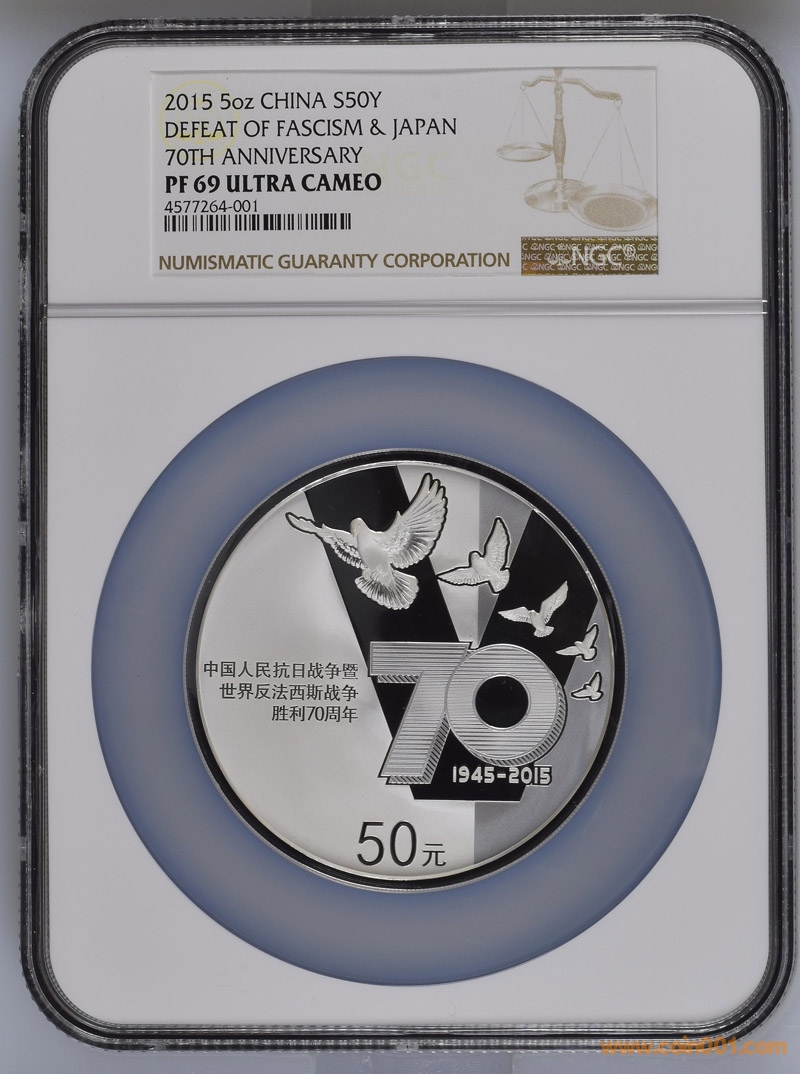 2015 5oz CHINA S50Y
DEFEAT OF FASCISM & JAPAN
70TH ANNIVERSARY
PF 69 ULTRA CAMEO
4577264-001
NUMISMATIC GUARANTY CORPORATION
NGC®
中国人民抗日战争暨
世界反法西斯战争
胜利70周年
70
1945-2015
50元
www.coin001.com